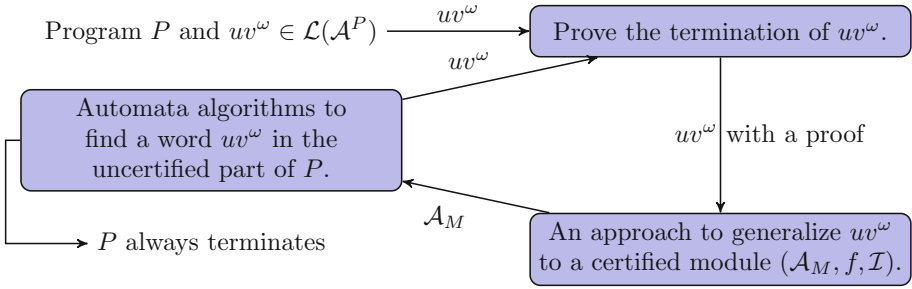 Program P and uv^ω ∈ L(A^P)
uv^ω
Prove the termination of uv^ω.
uv^ω
Automata algorithms to
find a word uv^ω in the
uncertified part of P.
uv^ω with a proof
A_M
P always terminates
An approach to generalize uv^ω
to a certified module (A_M, f, I).